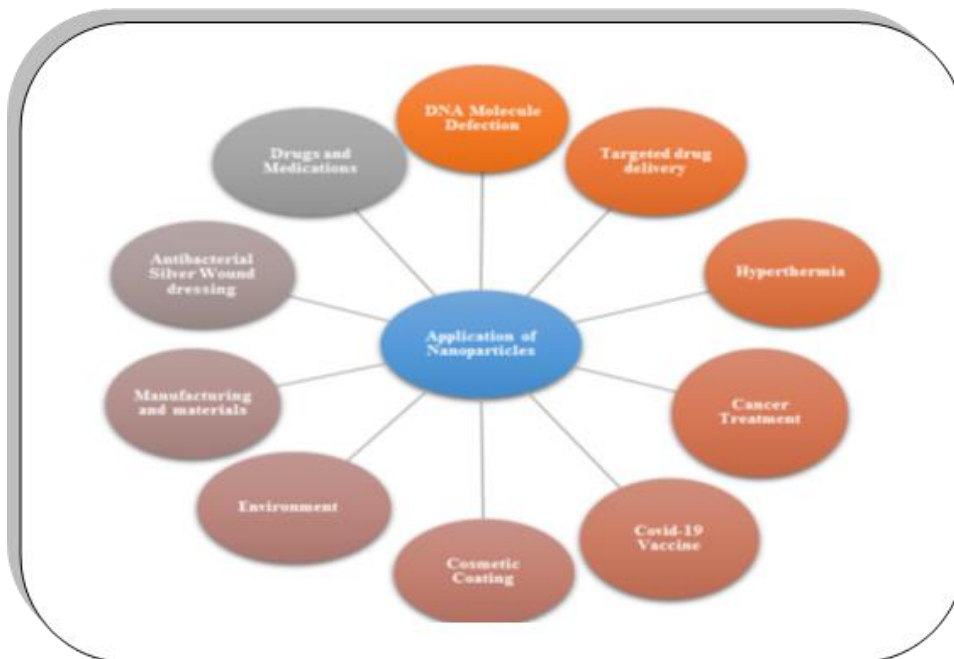 DNA Molecule
Defection
Targeted drug
delivery
Hyperthermia
Cancer
Treatment
Covid-19
Vaccine
Cosmetic
Coating
Environment
Manufacturing
and materials
Antibacterial
Silver Wound
dressing
Drugs and
Medications
Application of
Nanoparticles